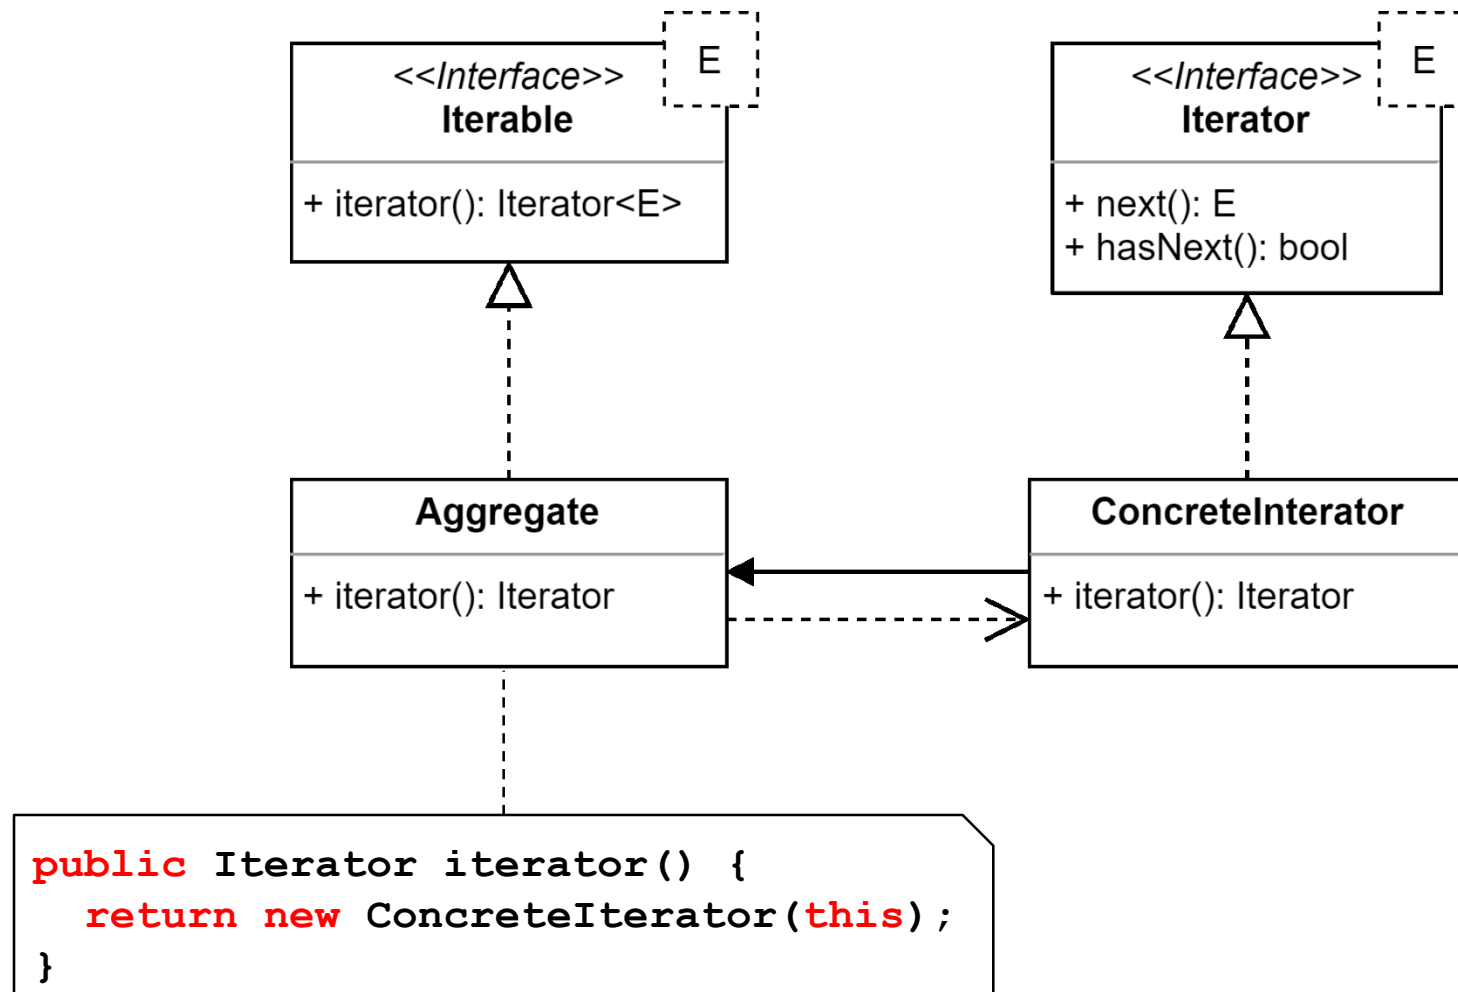 <<Interface>>
Iterable
E
+ iterator(): Iterator<E>
<<Interface>>
Iterator
E
+ next(): E
+ hasNext(): bool
Aggregate
+ iterator(): Iterator
ConcreteInterator
+ iterator(): Iterator
public Iterator iterator() {
return new ConcreteIterator(this);
}